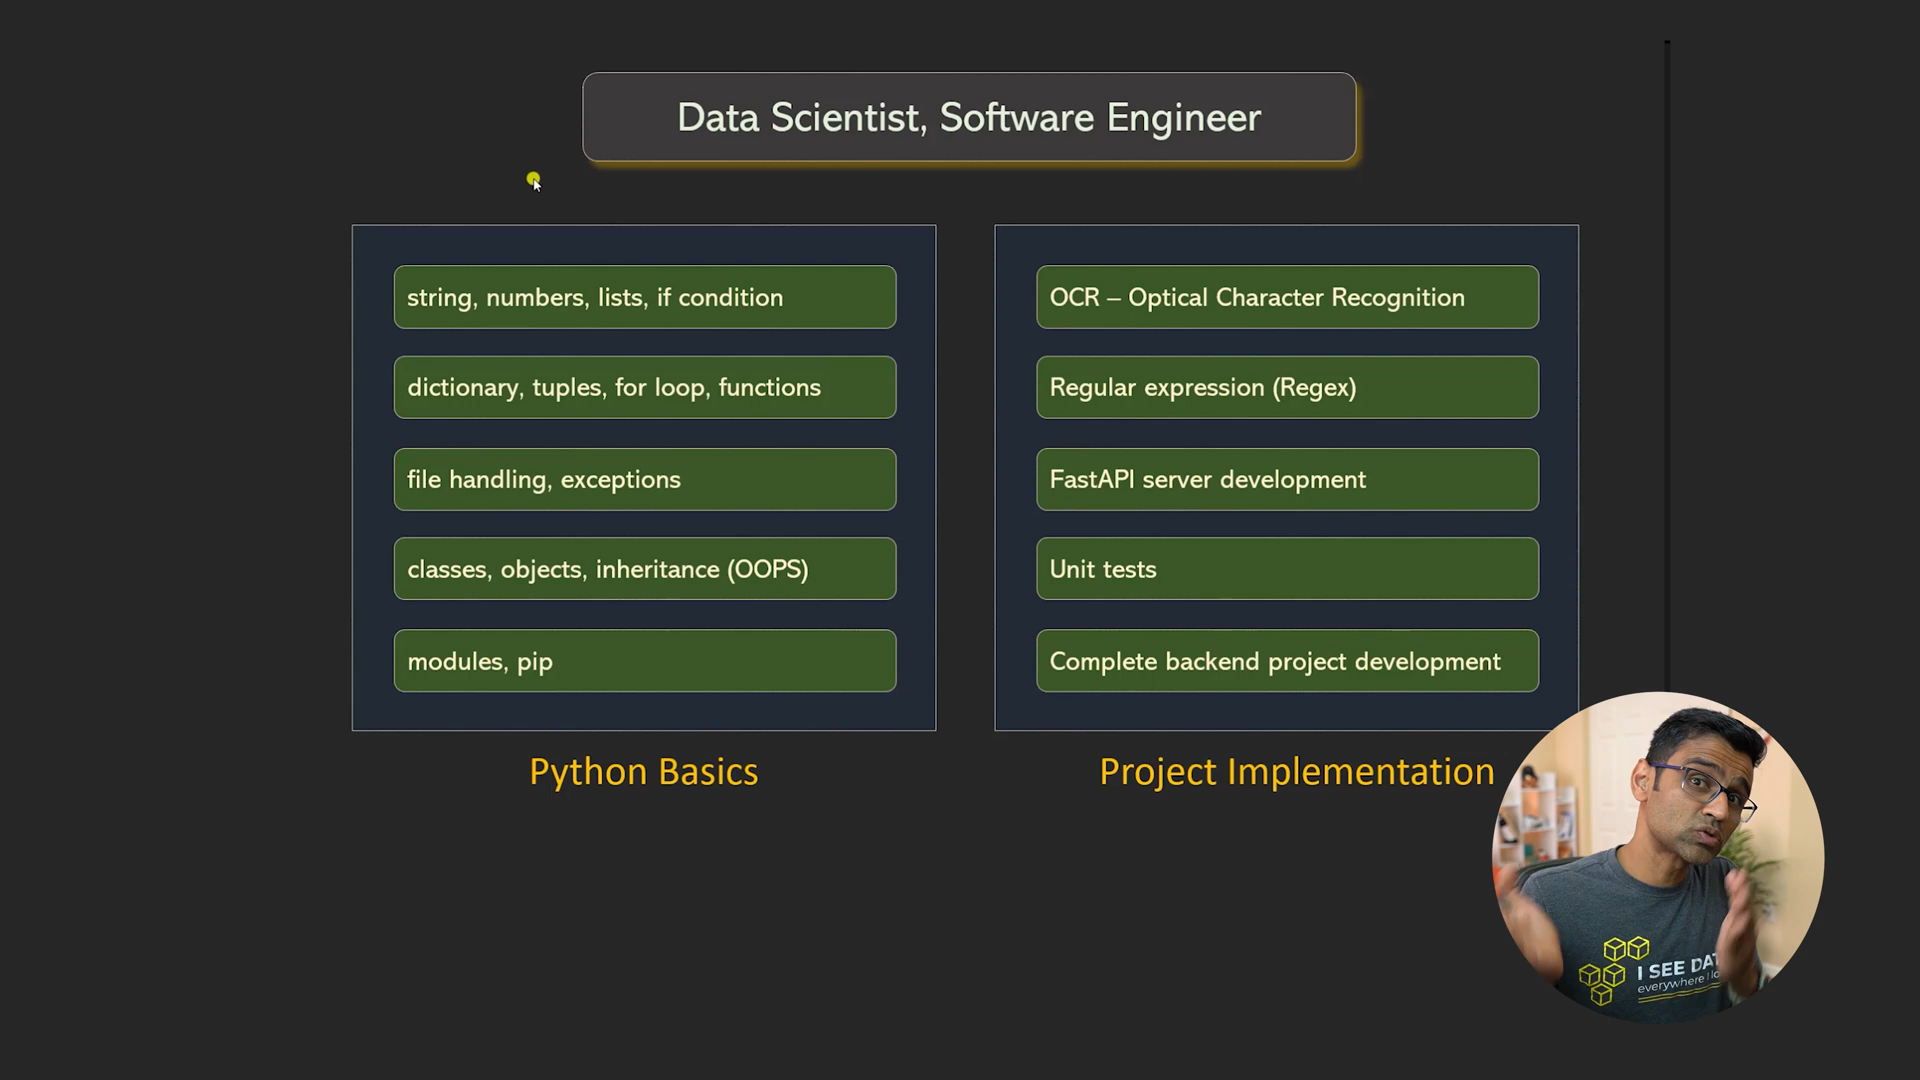 Data Scientist, Software Engineer
string, numbers, lists, if condition
dictionary, tuples, for loop, functions
file handling, exceptions
classes, objects, inheritance (OOPS)
modules, pip
Python Basics
OCR – Optical Character Recognition
Regular expression (Regex)
FastAPI server development
Unit tests
Complete backend project development
Project Implementation
I SEE
everywhere I